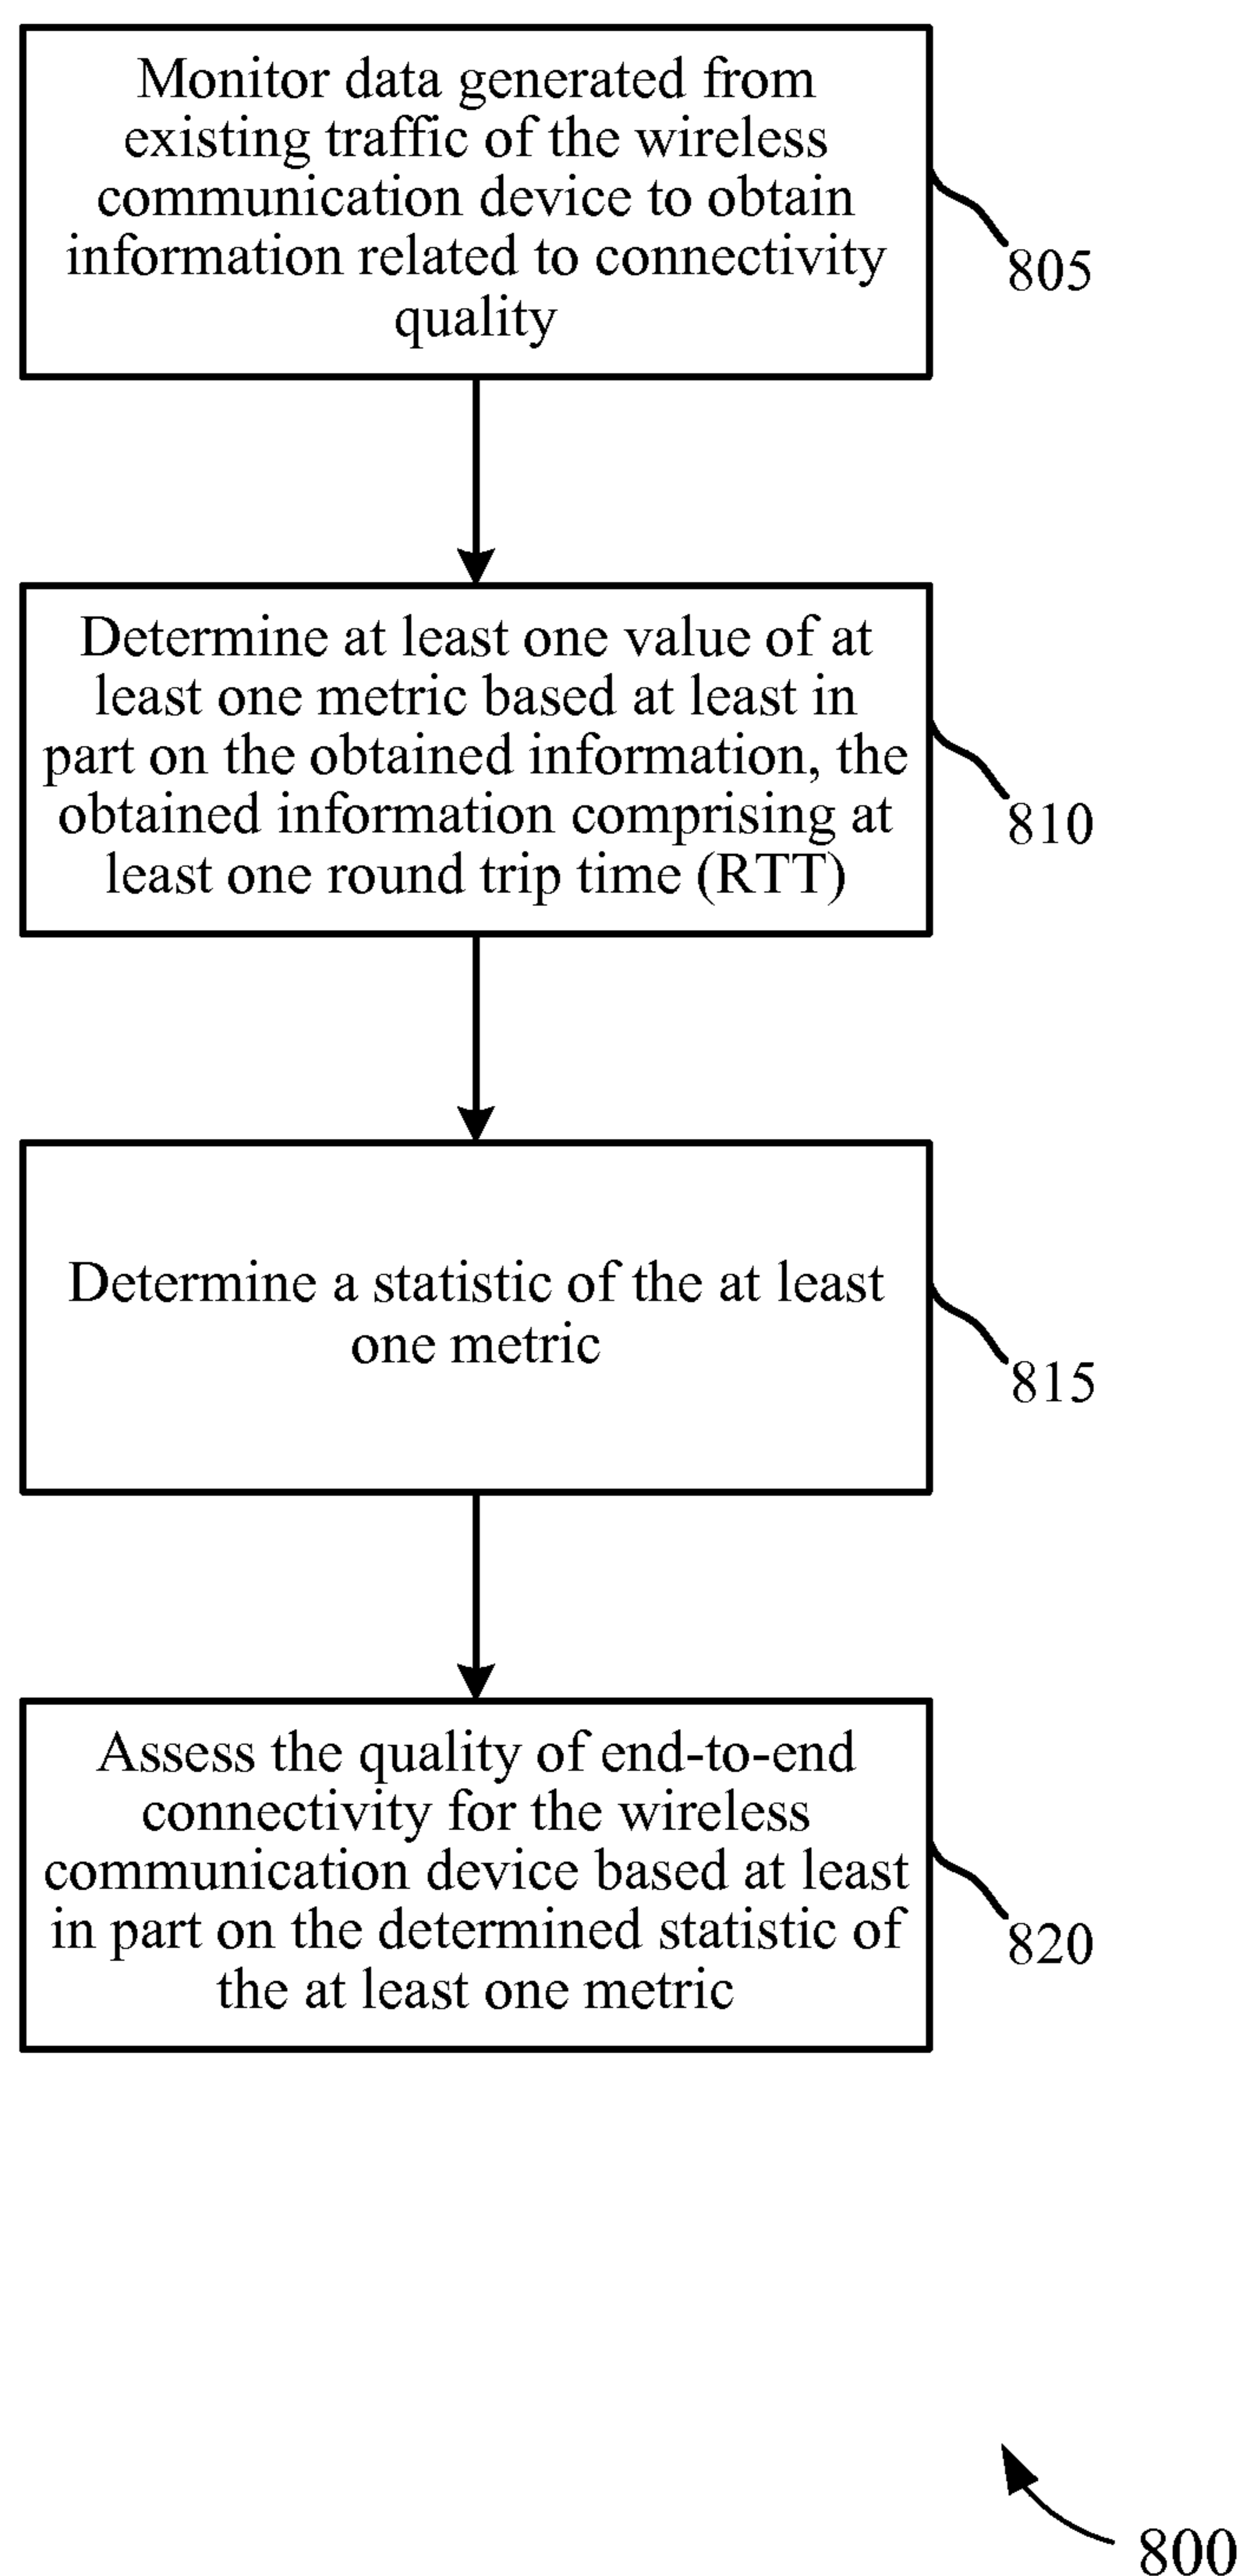 Monitor data generated from
existing traffic of the wireless
communication device to obtain
information related to connectivity
quality
805
Determine at least one value of at
least one metric based at least in
part on the obtained information, the
obtained information comprising at
least one round trip time (RTT)
810
Determine a statistic of the at least
one metric
815
Assess the quality of end-to-end
connectivity for the wireless
communication device based at least
in part on the determined statistic of
the at least one metric
820
800